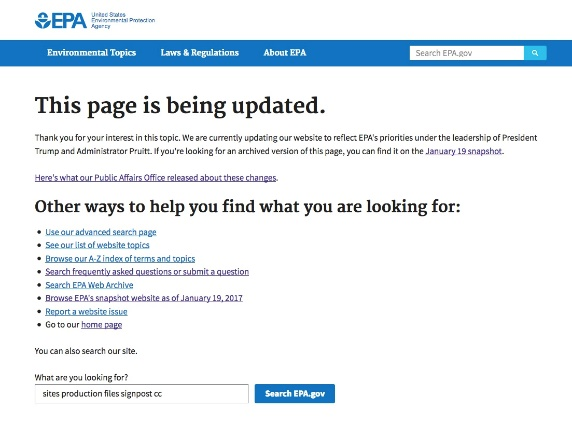 EPA United States
Environmental Protection
Agency
Environmental Topics Laws & Regulations About EPA Search EPA.gov
This page is being updated.
Thank you for your interest in this topic. We are currently updating our website to reflect EPA's priorities under the leadership of President
Trump and Administrator Pruitt. If you're looking for an archived version of this page, you can find it on the January 19 snapshot.
Here's what our Public Affairs Office released about these changes.
Other ways to help you find what you are looking for:
• Use our advanced search page
• See our list of website topics
• Browse our A-Z index of terms and topics
• Search frequently asked questions or submit a question
• Search EPA Web Archive
• Browse EPA's snapshot website as of January 19, 2017
• Report a website issue
• Go to our home page
You can also search our site.
What are you looking for?
sites production files signpost cc Search EPA.gov